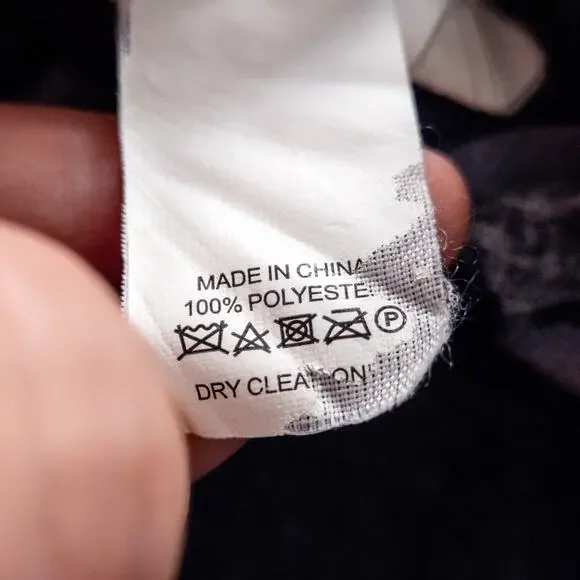 MADE IN CHINA
100% POLYESTE
P
DRY CLEA ON